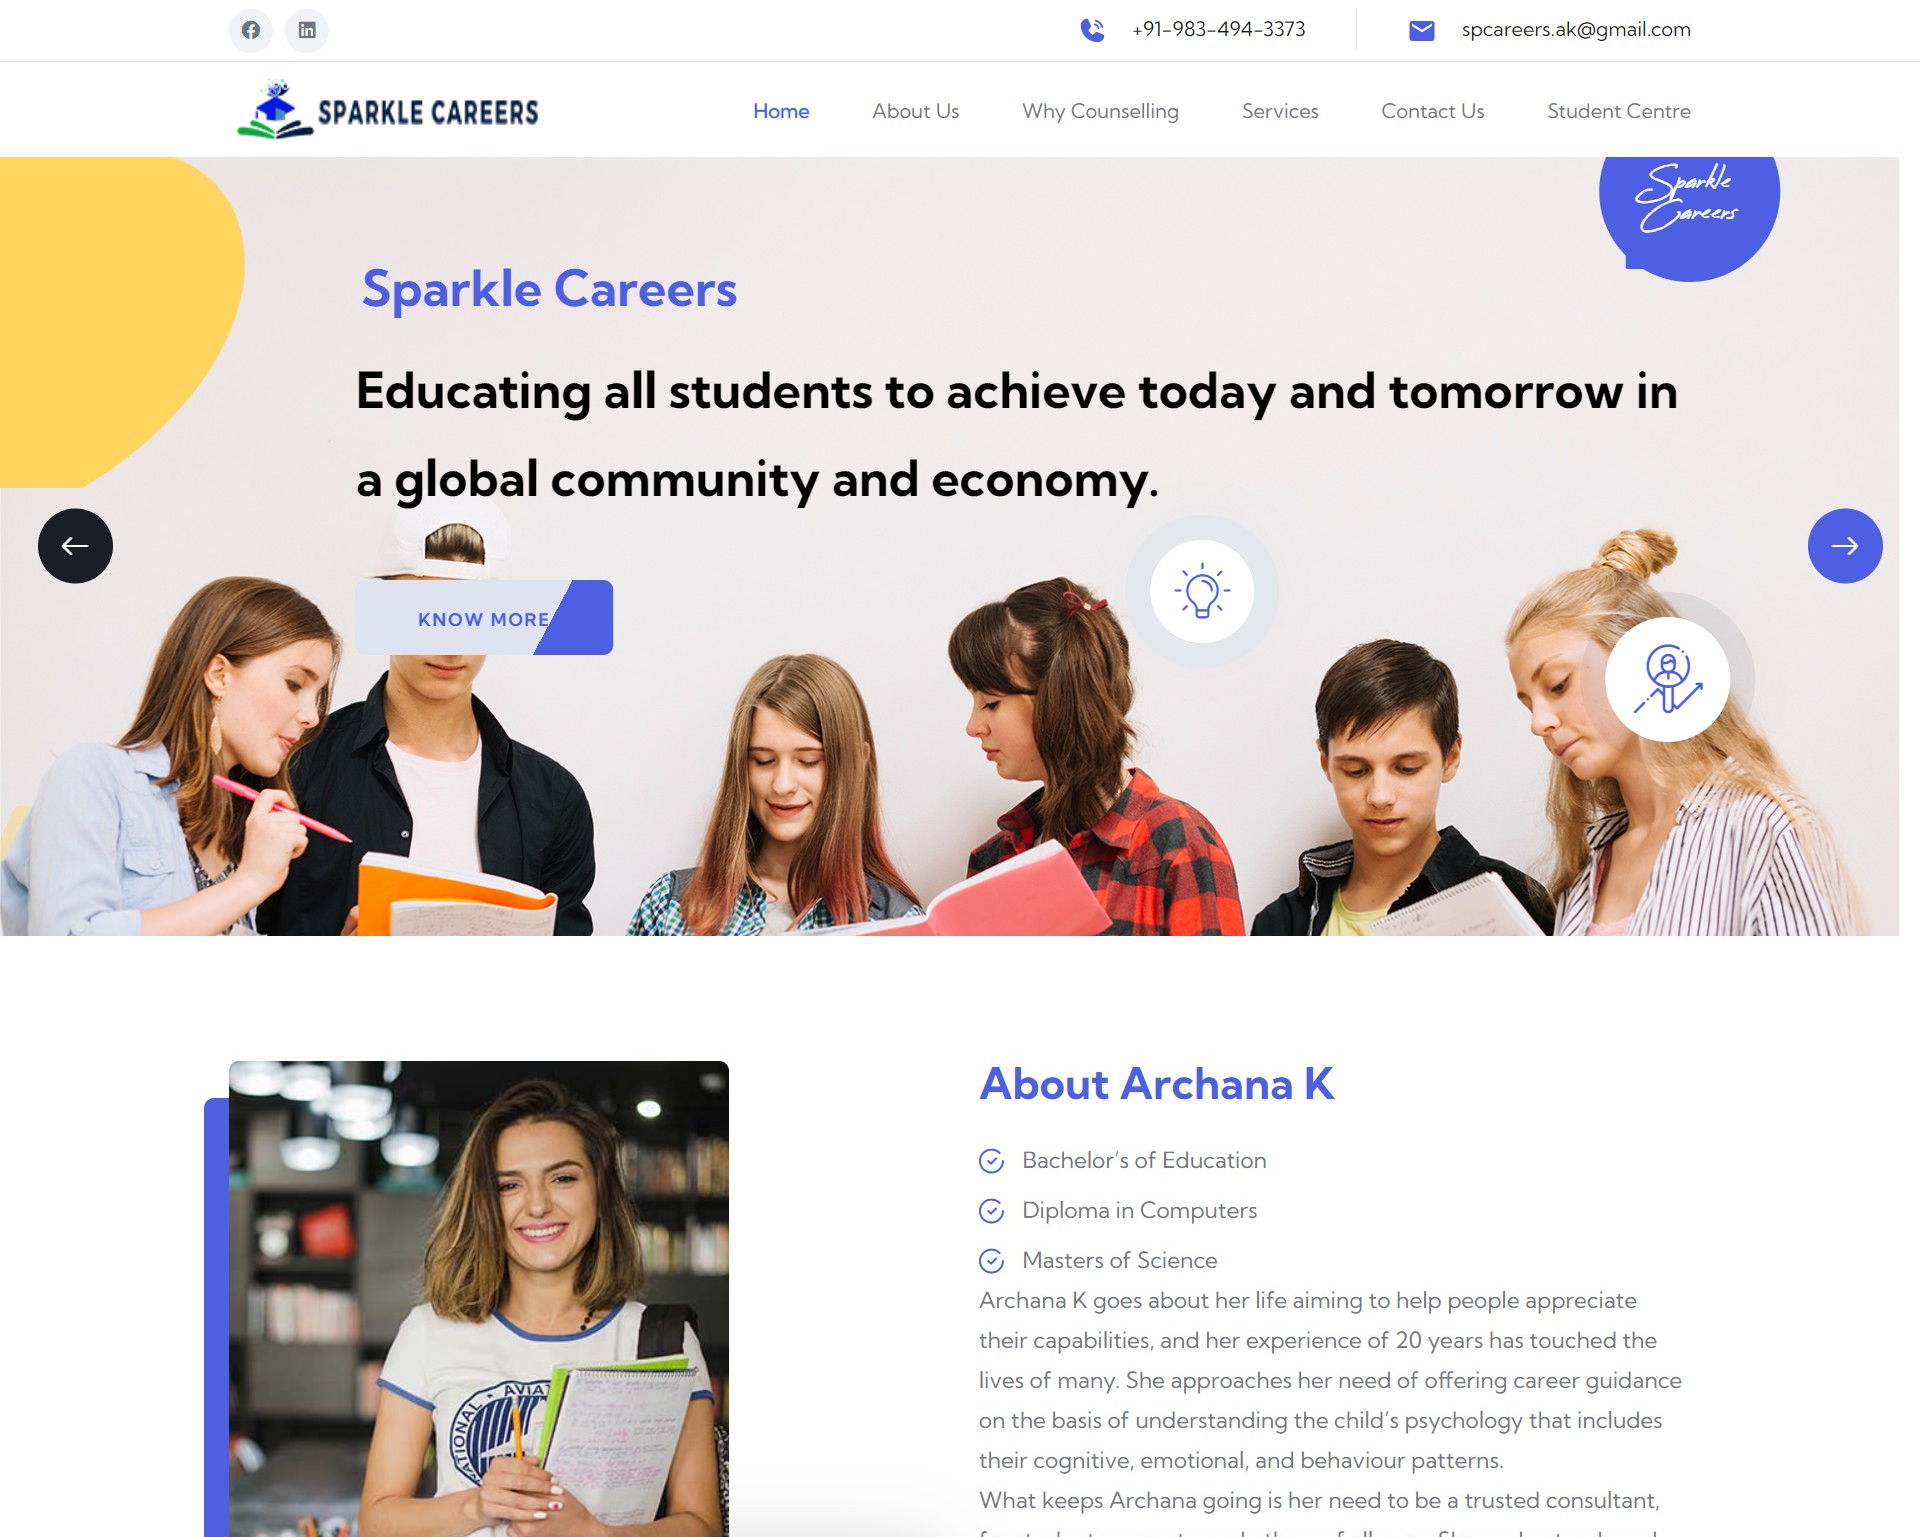 +91-983-494-3373
spcareers.ak@gmail.com
SPARKLE CAREERS
Home
About Us
Why Counselling
Services
Contact Us
Student Centre
Sparkle
Careers
Sparkle Careers
Educating all students to achieve today and tomorrow in
a global community and economy.
KNOW MORE
About Archana K
Bachelor’s of Education
Diploma in Computers
Masters of Science
Archana K goes about her life aiming to help people appreciate
their capabilities, and her experience of 20 years has touched the
lives of many. She approaches her need of offering career guidance
on the basis of understanding the child’s psychology that includes
their cognitive, emotional, and behaviour patterns.
What keeps Archana going is her need to be a trusted consultant,